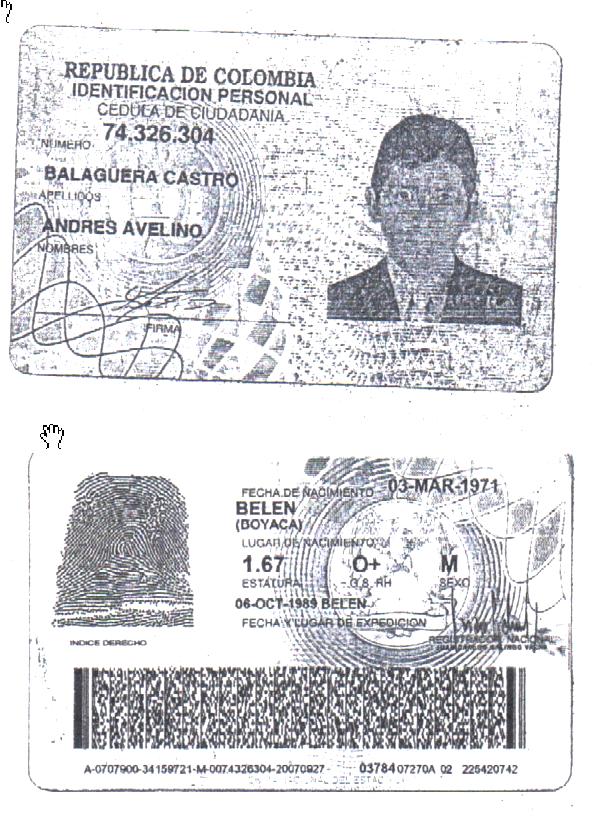 REPUBLICA DE COLOMBIA
IDENTIFICACION PERSONAL
CEDULA DE CIUDADANIA
74.326.304
NUMERO
BALAGUERA CASTRO
APELLIDOS
ANDRES AVELINO
NOMBRES
FIRMA
FECHA DE NACIMIENTO 03-MAR-1971
BELEN
(BOYACA)
LUGAR DE NACIMIENTO
1.67 O+ M
ESTATURA G.S. RH SEXO
06-OCT-1989 BELEN
FECHA Y LUGAR DE EXPEDICION
REGISTRADOR NACIONAL
INDICE DERECHO
A-0707900-34159721-M-0074326304-20070927 03784 07270A 02 225420742